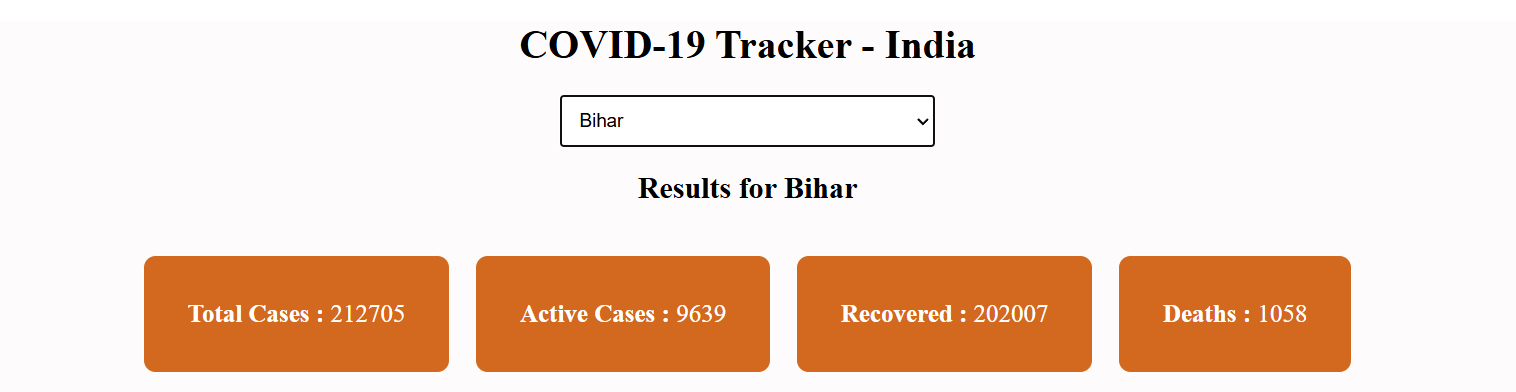 COVID-19 Tracker - India
Bihar
Results for Bihar
Total Cases : 212705
Active Cases : 9639
Recovered : 202007
Deaths : 1058